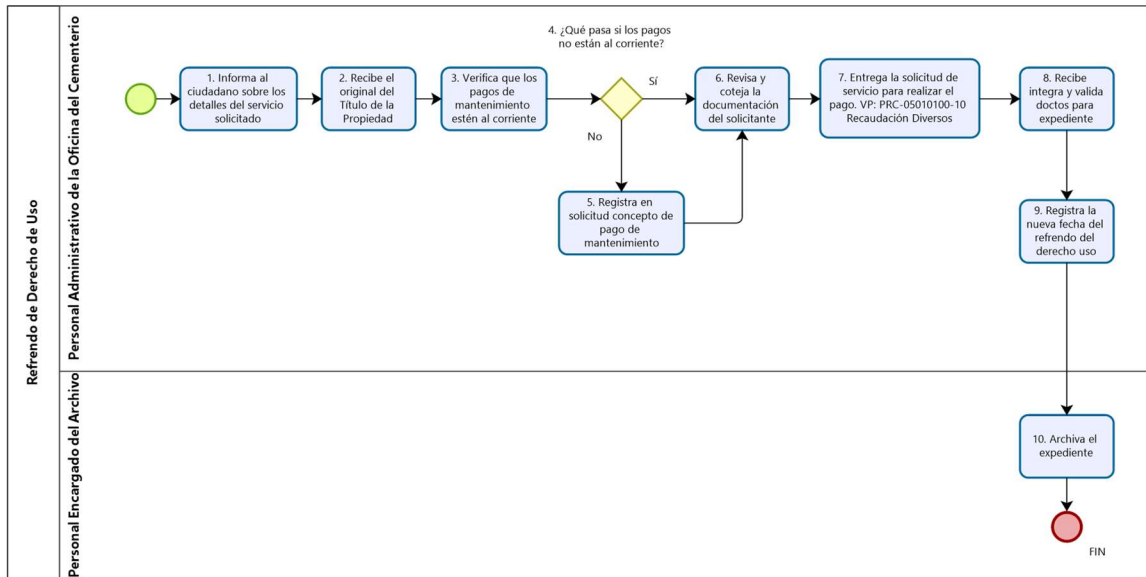 Refrendo de Derecho de Uso
Personal Administrativo de la Oficina del Cementerio
4. ¿Qué pasa si los pagos
no están al corriente?
1. Informa al
ciudadano sobre los
detalles del servicio
solicitado
2. Recibe el
original del
Título de la
Propiedad
3. Verifica que los
pagos de
mantenimiento
estén al corriente
Sí
No
5. Registra en
solicitud concepto de
pago de
mantenimiento
6. Revisa y
coteja la
documentación
del solicitante
7. Entrega la solicitud de
servicio para realizar el
pago. VP: PRC-05010100-10
Recaudación Diversos
8. Recibe
integra y valida
doctos para
expediente
9. Registra la
nueva fecha del
refrendo del
derecho uso
Personal Encargado del Archivo
10. Archiva el
expediente
FIN